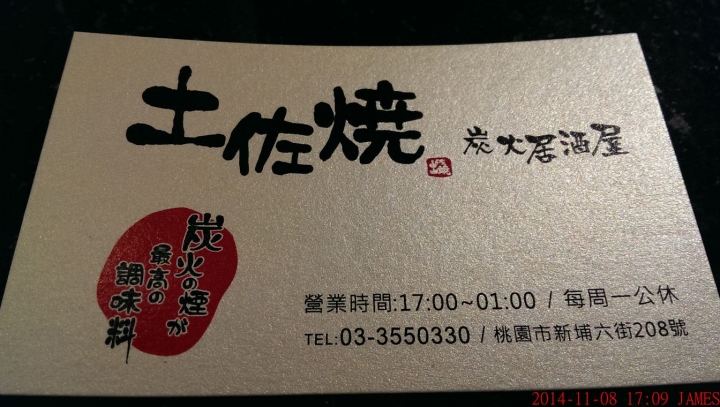 土佐燒 炭火居酒屋
炭火の煙が
最高の
調味料
營業時間:17:00~01:00 / 每周一公休
TEL:03-3550330 / 桃園市新埔六街208號
2014-11-08 17:09 JAMES